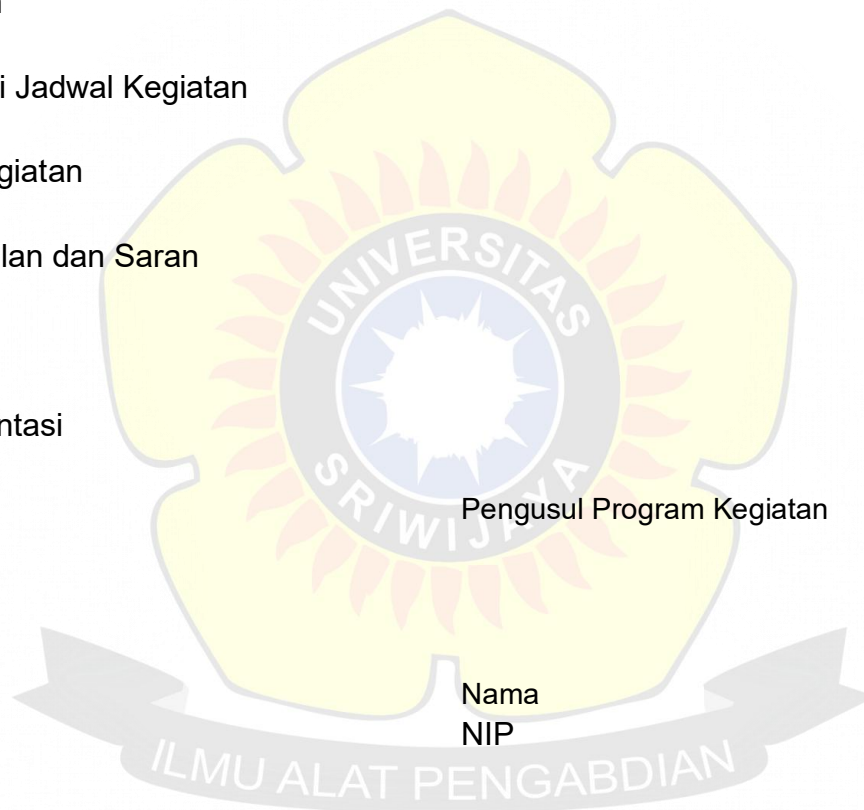 i Jadwal Kegiatan
giatan
lan dan Saran
ntasi
UNIVERSITAS
SRIWIJAYA
Pengusul Program Kegiatan
Nama
NIP
ILMU ALAT PENGABDIAN